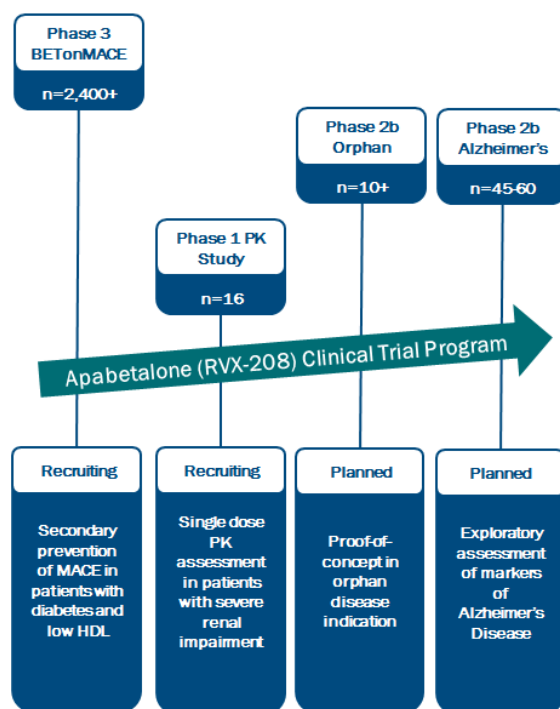 Phase 3
BETonMACE
n=2,400+
Phase 2b
Orphan
n=10+
Phase 2b
Alzheimer's
n=45-60
Phase 1 PK
Study
n=16
Apabetalone (RVX-208) Clinical Trial Program
Recruiting
Secondary
prevention
of MACE in
patients with
diabetes and
low HDL
Recruiting
Single dose
PK
assessment
in patients
with severe
renal
impairment
Planned
Proof-of-
concept in
orphan
disease
indication
Planned
Exploratory
assessment
of markers
of
Alzheimer's
Disease